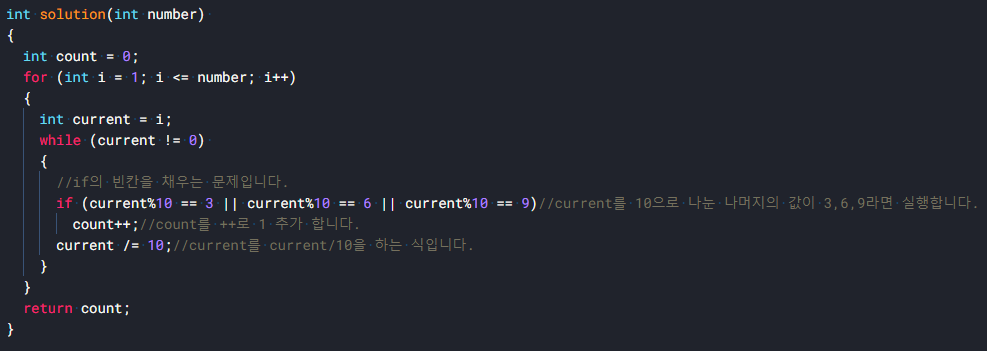 int solution(int number)
{
  int count = 0;
  for (int i = 1; i <= number; i++)
  {
    int current = i;
    while (current != 0)
    {
      //if의 빈칸을 채우는 문제입니다.
      if (current%10 == 3 || current%10 == 6 || current%10 == 9)//current를 10으로 나눈 나머지의 값이 3,6,9라면 실행합니다.
        count++;//count를 ++로 1 추가 합니다.
      current /= 10;//current를 current/10을 하는 식입니다.
    }
  }
  return count;
}